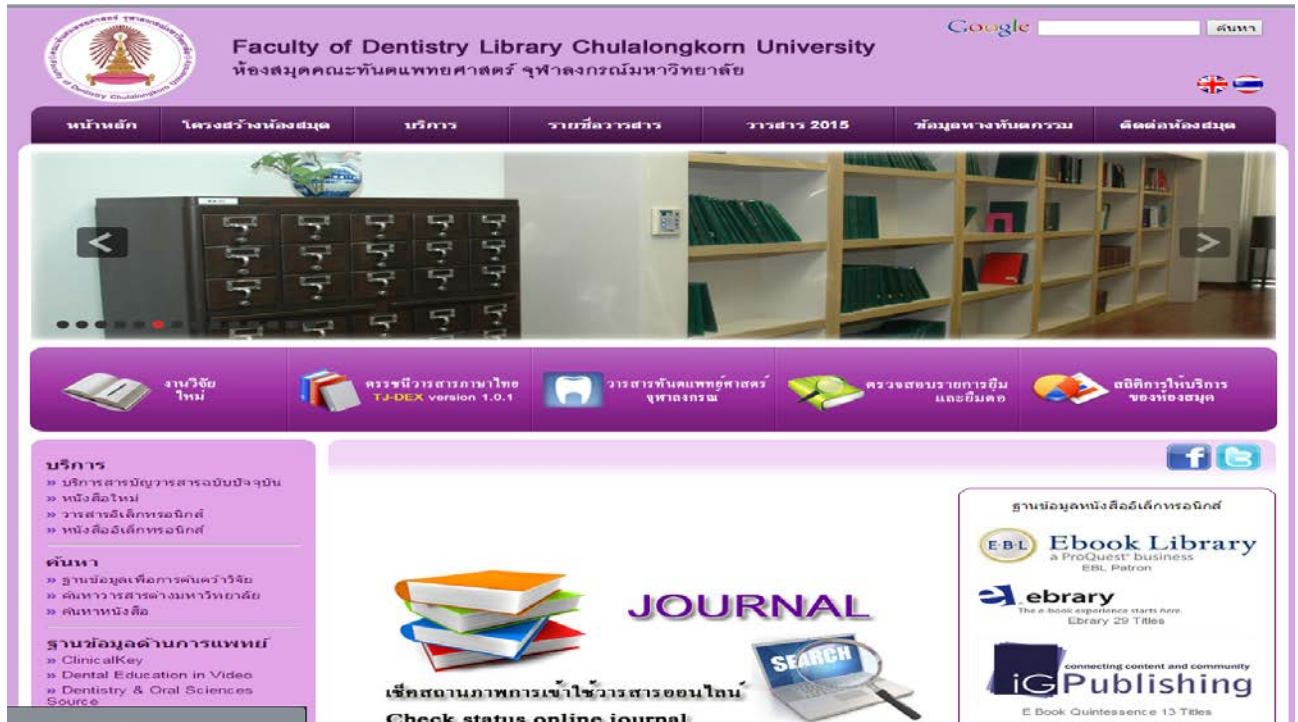 Google
ค้นหา
Faculty of Dentistry Library Chulalongkorn University
ห้องสมุดคณะทันตแพทยศาสตร์ จุฬาลงกรณ์มหาวิทยาลัย
หน้าหลัก โครงสร้างห้องสมุด บริการ รายชื่อวารสาร วารสาร 2015 ข้อมูลทางทันตกรรม ติดต่อห้องสมุด
งานวิจัย
ใหม่
ดรรชนีวารสารภาษาไทย
TJ-DEX version 1.0.1
วารสารทันตแพทย์ศาสตร์
จุฬาลงกรณ์
ตรวจสอบรายการยืม
และยืมต่อ
สถิติการให้บริการ
ของห้องสมุด
บริการ
» บริการสารบัญวารสารฉบับปัจจุบัน
» หนังสือใหม่
» วารสารอิเล็กทรอนิกส์
» หนังสืออิเล็กทรอนิกส์
ค้นหา
» ฐานข้อมูลเพื่อการค้นคว้าวิจัย
» ค้นหาวารสารต่างมหาวิทยาลัย
» ค้นหาหนังสือ
ฐานข้อมูลด้านการแพทย์
» ClinicalKey
» Dental Education in Video
» Dentistry & Oral Sciences
Source
JOURNAL
SEARCH
เช็คสถานภาพการเข้าใช้วารสารออนไลน์
Check status online journal
ฐานข้อมูลหนังสืออิเล็กทรอนิกส์
EBL Ebook Library
a ProQuest business
EBL Patron
ebrary
The e-book experience starts here.
Ebrary 29 Titles
connecting content and community
iGPublishing
E Book Quintessence 13 Titles